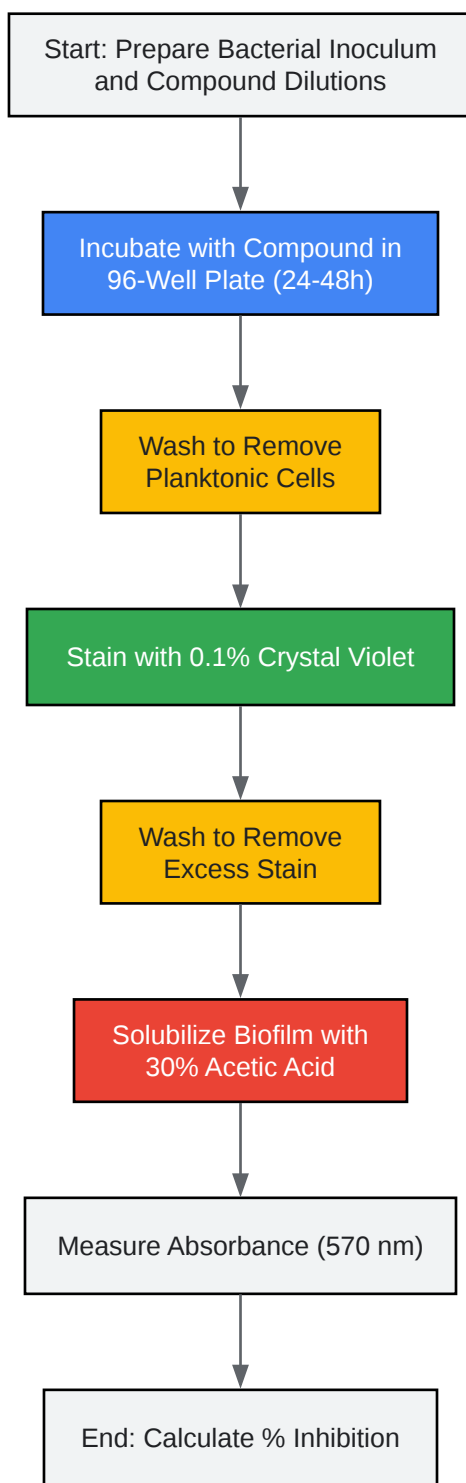 Start: Prepare Bacterial Inoculum
and Compound Dilutions
Incubate with Compound in
96-Well Plate (24-48h)
Wash to Remove
Planktonic Cells
Stain with 0.1% Crystal Violet
Wash to Remove
Excess Stain
Solubilize Biofilm with
30% Acetic Acid
Measure Absorbance (570 nm)
End: Calculate % Inhibition